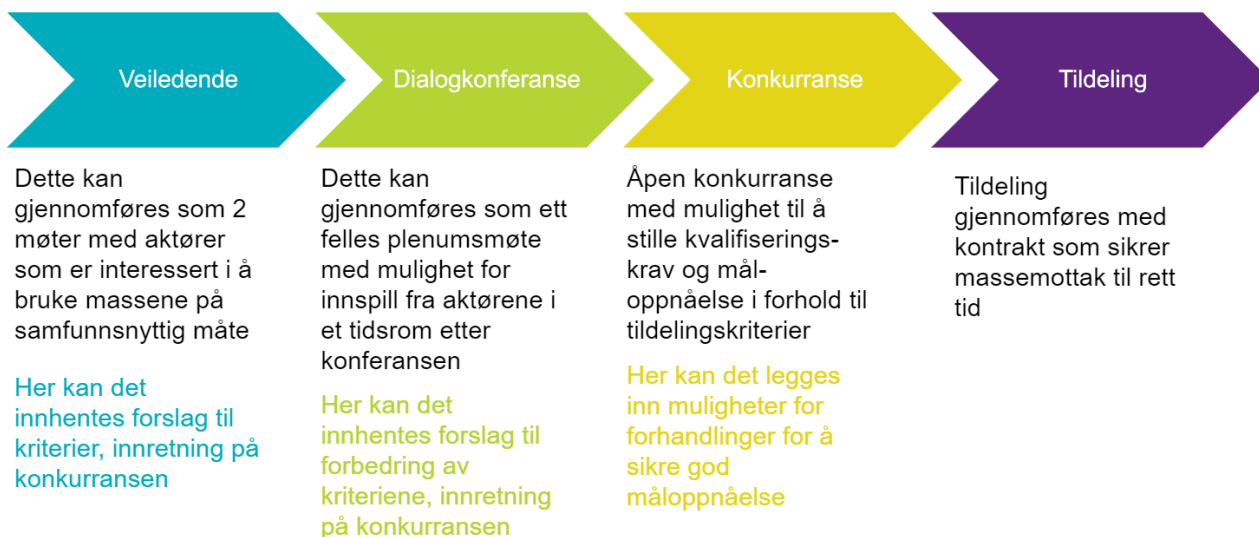 Veiledende
Dialogkonferanse
Konkurranse
Tildeling
Dette kan
gjennomføres som 2
møter med aktører
som er interessert i å
bruke massene på
samfunnsnyttig måte
Her kan det
innhentes forslag til
kriterier, innretning på
konkurransen
Dette kan
gjennomføres som ett
felles plenumsmøte
med mulighet for
innspill fra aktørene i
et tidsrom etter
konferansen
Her kan det
innhentes forslag til
forbedring av
kriteriene, innretning
på konkurransen
Åpen konkurranse
med mulighet til å
stille kvalifiserings-
krav og mål-
oppnåelse i forhold til
tildelingskriterier
Her kan det legges
inn muligheter for
forhandlinger for å
sikre god
måloppnåelse
Tildeling
gjennomføres med
kontrakt som sikrer
massemottak til rett
tid